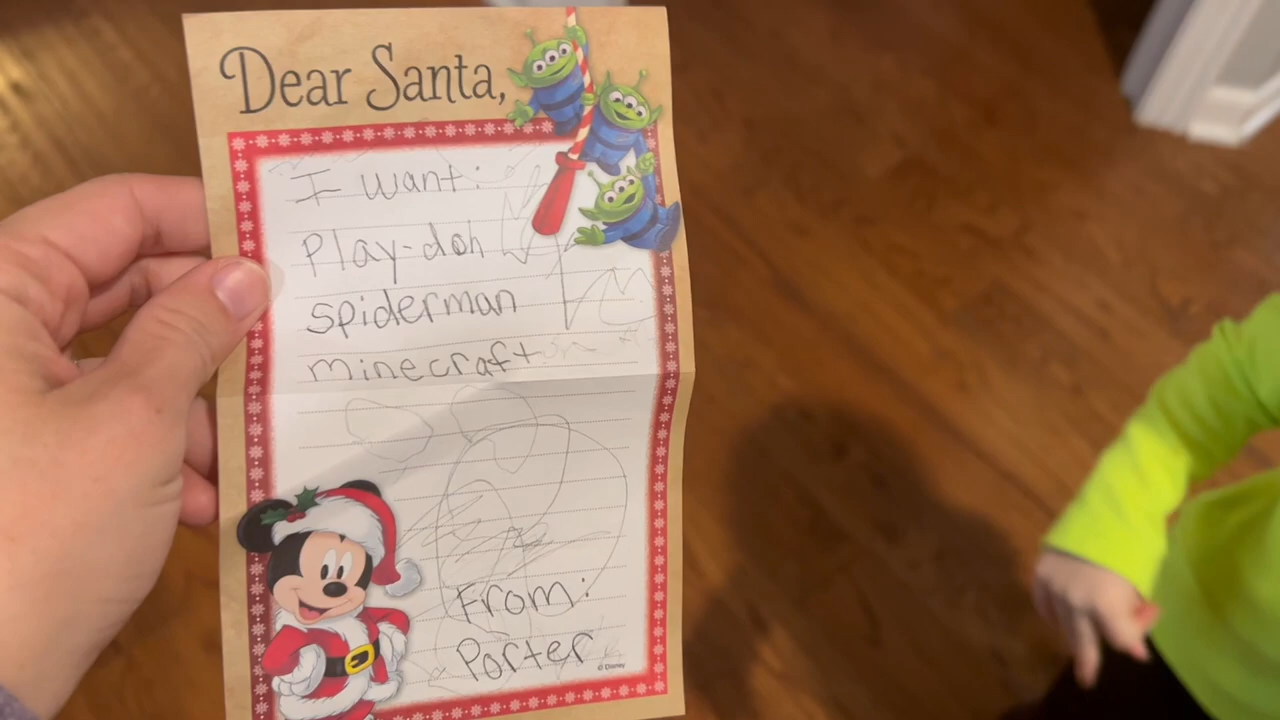 Dear Santa,
I want:
Play-doh
spiderman
minecraft
From:
Porter
© Disney